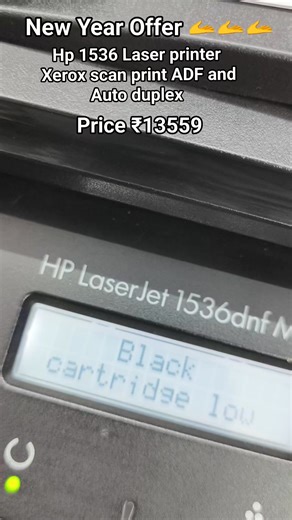 New Year Offer 💪💪💪
Hp 1536 Laser printer
Xerox scan print ADF and
Auto duplex
Price ₹13559
HP LaserJet 1536dnf M
Black
cartridge low